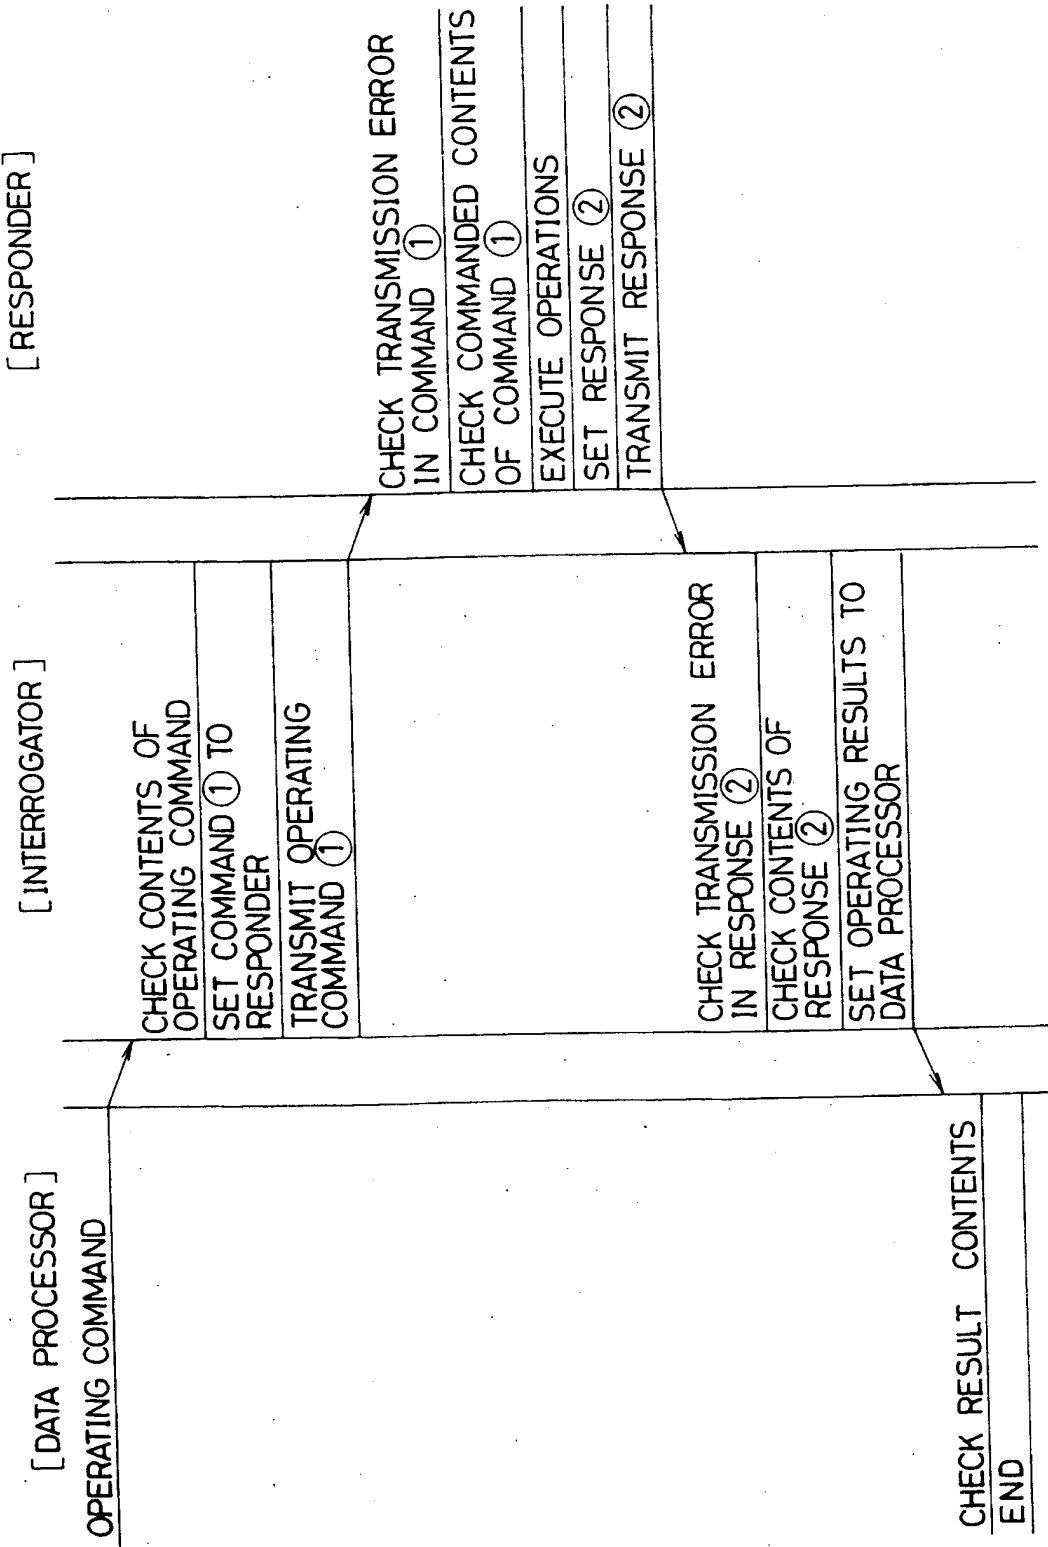 [DATA PROCESSOR]
[INTERROGATOR]
[RESPONDER]
OPERATING COMMAND
CHECK CONTENTS OF
OPERATING COMMAND
SET COMMAND ① TO
RESPONDER
TRANSMIT OPERATING
COMMAND ①
CHECK TRANSMISSION ERROR
IN COMMAND ①
CHECK COMMANDED CONTENTS
OF COMMAND ①
EXECUTE OPERATIONS
SET RESPONSE ②
TRANSMIT RESPONSE ②
CHECK TRANSMISSION ERROR
IN RESPONSE ②
CHECK CONTENTS OF
RESPONSE ②
SET OPERATING RESULTS TO
DATA PROCESSOR
CHECK RESULT CONTENTS
END